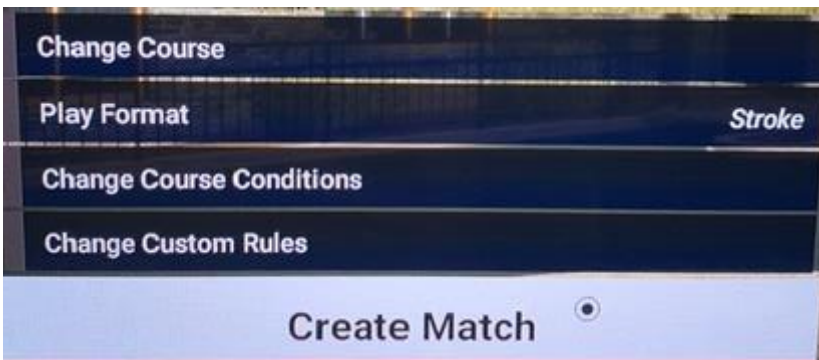 Change Course
Play Format Stroke
Change Course Conditions
Change Custom Rules
Create Match